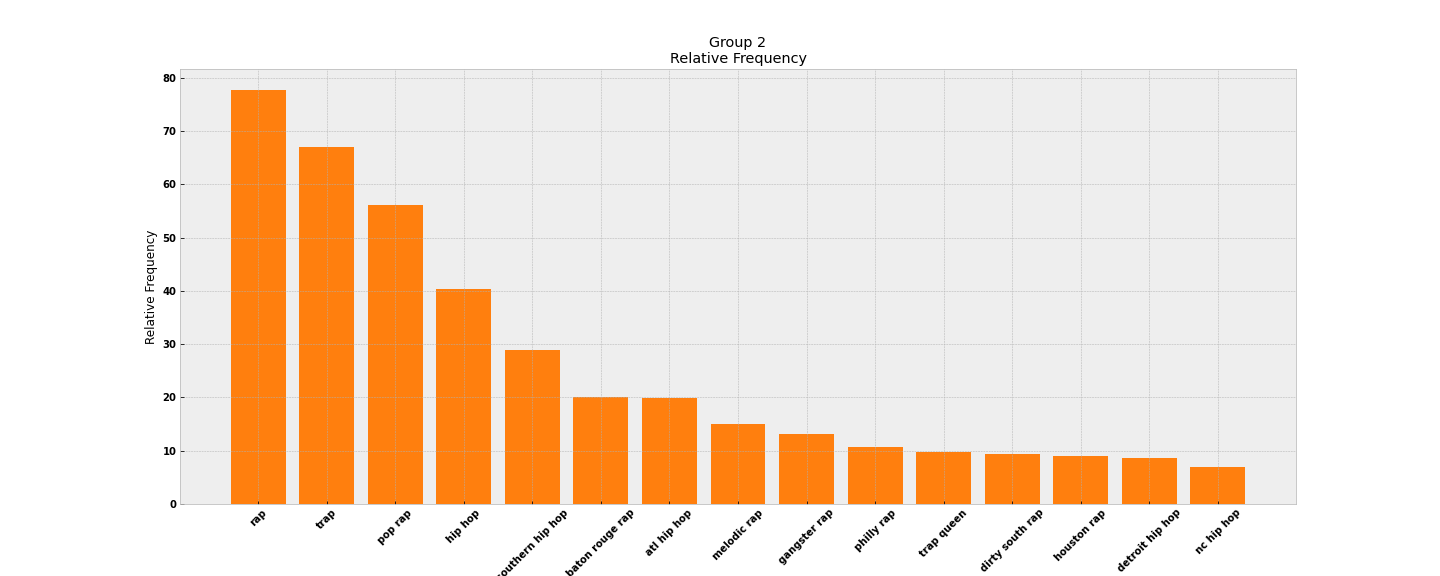 Group 2
Relative Frequency
Relative Frequency
80
70
60
50
40
30
20
10
0
rap
trap
pop rap
hip hop
outhern hip hop
baton rouge rap
atl hip hop
melodic rap
gangster rap
philly rap
trap queen
dirty south rap
houston rap
detroit hip hop
nc hip hop